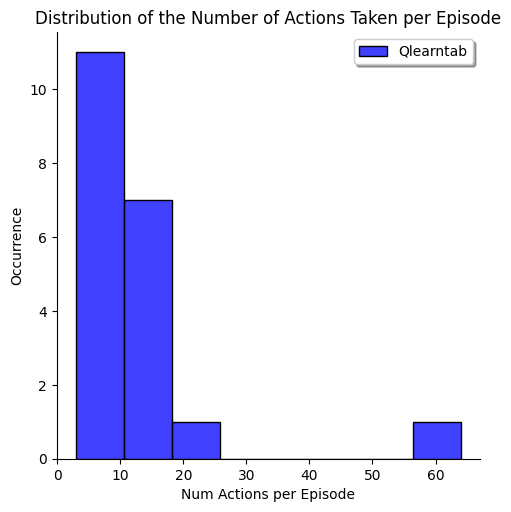 Distribution of the Number of Actions Taken per Episode
Qlearntab
10
8
6
4
2
0
Occurrence
0 10 20 30 40 50 60
Num Actions per Episode